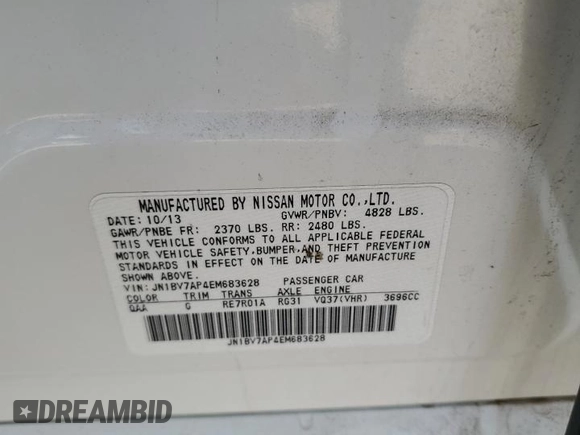 MANUFACTURED BY NISSAN MOTOR CO.,LTD.
DATE: 10/13 GVWR/PNBV: 4828 LBS.
GAWR/PNBE FR: 2370 LBS. RR: 2480 LBS.
THIS VEHICLE CONFORMS TO ALL APPLICABLE FEDERAL
MOTOR VEHICLE SAFETY,BUMPER,AND THEFT PREVENTION
STANDARDS IN EFFECT ON THE DATE OF MANUFACTURE
SHOWN ABOVE.
VIN: JN1BV7AP4EM683628 PASSENGER CAR
COLOR TRIM TRANS AXLE ENGINE
QAA G RE7R01A RG31 VQ37(VHR) 3696CC
JN1BV7AP4EM683628
DREAMBID